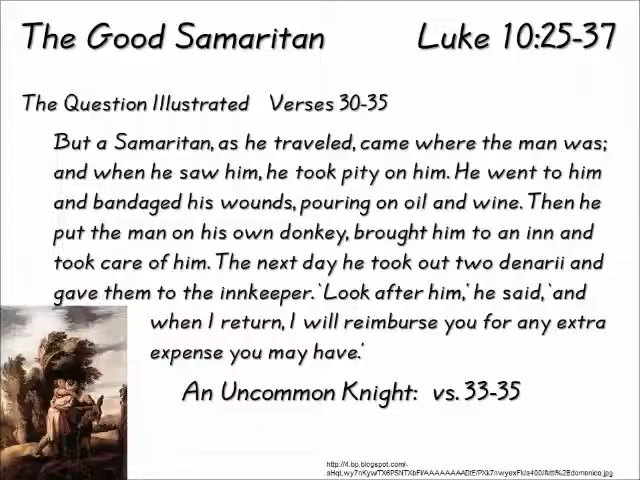 The Good Samaritan Luke 10:25-37
The Question Illustrated Verses 30-35
But a Samaritan, as he traveled, came where the man was;
and when he saw him, he took pity on him. He went to him
and bandaged his wounds, pouring on oil and wine. Then he
put the man on his own donkey, brought him to an inn and
took care of him. The next day he took out two denarii and
gave them to the innkeeper. 'Look after him,' he said, 'and
when I return, I will reimburse you for any extra
expense you may have.'
An Uncommon Knight: vs. 33-35
http://4.bp.blogspot.com/-